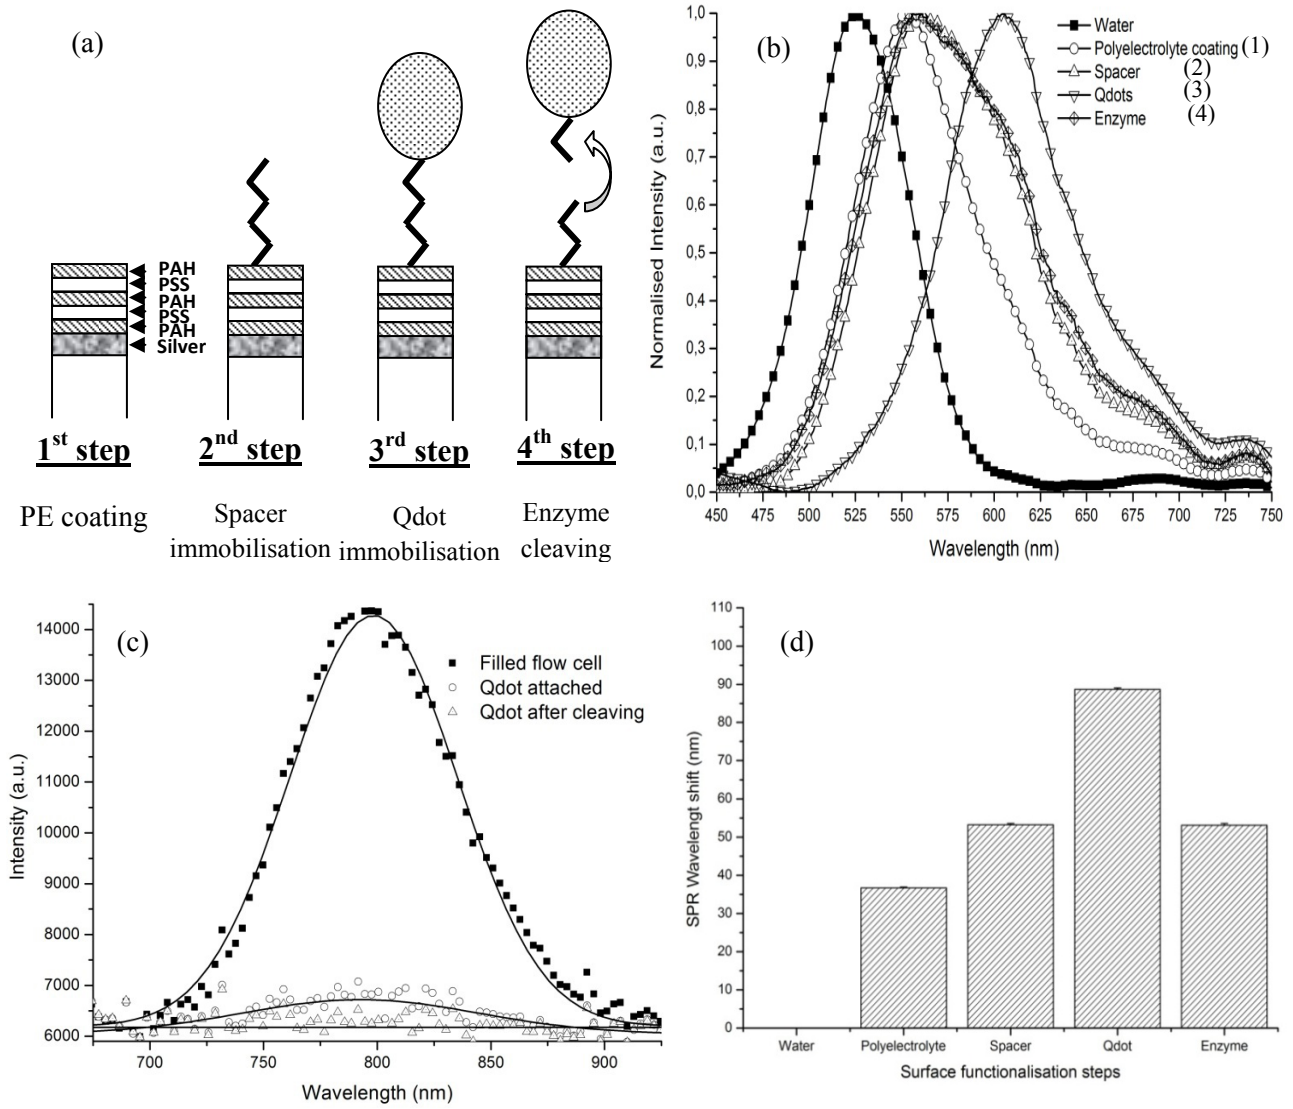 (a)
PAH
PSS
PAH
PSS
PAH
Silver
1st step
2nd step
3rd step
4th step
PE coating
Spacer
immobilisation
Qdot
immobilisation
Enzyme
cleaving
(b)
Water
Polyelectrolyte coating (1)
Spacer (2)
Qdots (3)
Enzyme (4)
Normalised Intensity (a.u.)
1,0
0,9
0,8
0,7
0,6
0,5
0,4
0,3
0,2
0,1
0,0
450 475 500 525 550 575 600 625 650 675 700 725 750
Wavelength (nm)
(c)
Filled flow cell
Qdot attached
Qdot after cleaving
Intensity (a.u.)
14000
13000
12000
11000
10000
9000
8000
7000
6000
700 750 800 850 900
Wavelength (nm)
(d)
SPR Wavelengt shift (nm)
110
100
90
80
70
60
50
40
30
20
10
0
Water Polyelectrolyte Spacer Qdot Enzyme
Surface functionalisation steps